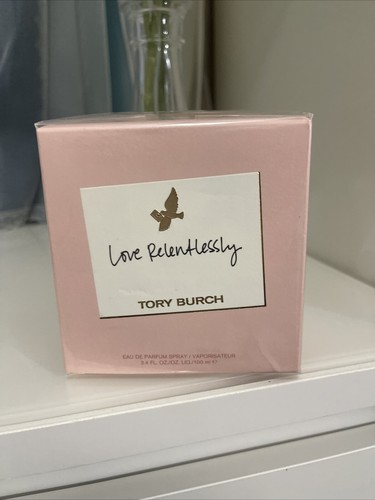 Love Relentlessly
TORY BURCH
EAU DE PARFUM SPRAY | VAPORISATEUR
3.4 FL. OZ/OZ. LIQ./100 ml ℮